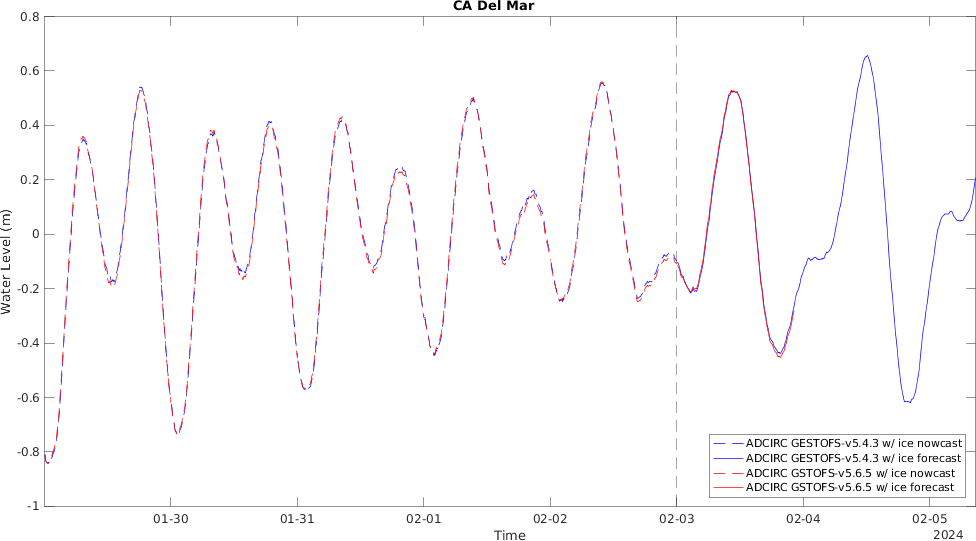 CA Del Mar
0.8
0.6
0.4
0.2
0
-0.2
-0.4
-0.6
-0.8
-1
Water Level (m)
01-30
01-31
02-01
02-02
02-03
02-04
02-05
Time
2024
ADCIRC GESTOFS-v5.4.3 w/ ice nowcast
ADCIRC GESTOFS-v5.4.3 w/ ice forecast
ADCIRC GSTOFS-v5.6.5 w/ ice nowcast
ADCIRC GSTOFS-v5.6.5 w/ ice forecast